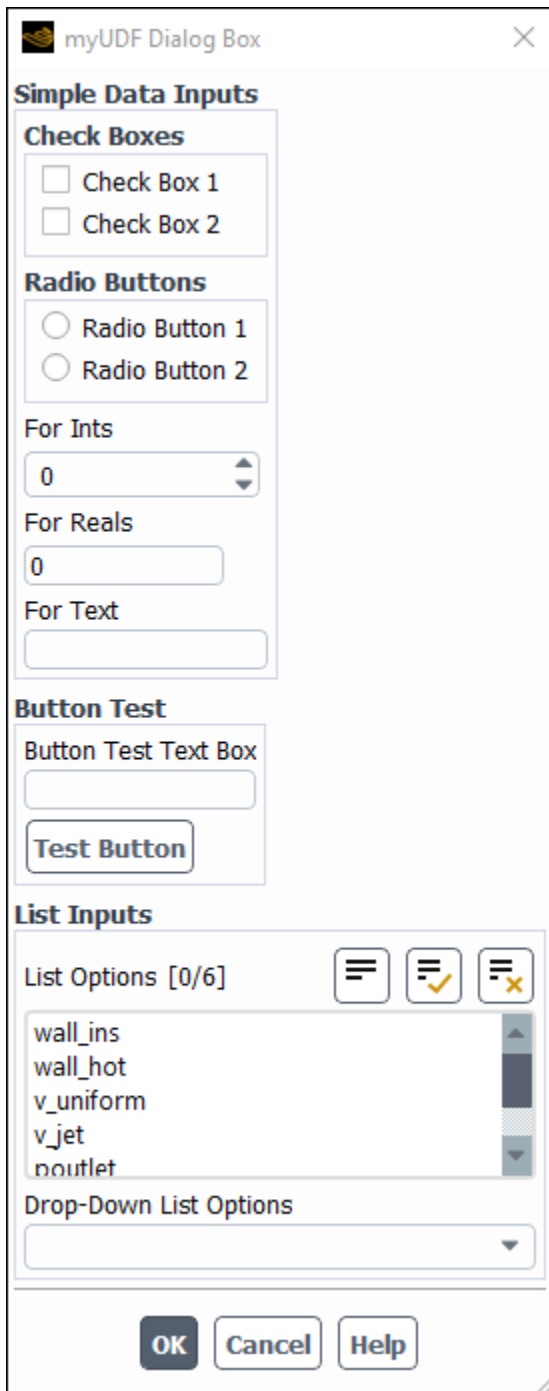 myUDF Dialog Box
Simple Data Inputs
Check Boxes
Check Box 1
Check Box 2
Radio Buttons
Radio Button 1
Radio Button 2
For Ints
0
For Reals
0
For Text
Button Test
Button Test Text Box
Test Button
List Inputs
List Options [0/6]
wall_ins
wall_hot
v_uniform
v_jet
poutlet
Drop-Down List Options
OK Cancel Help